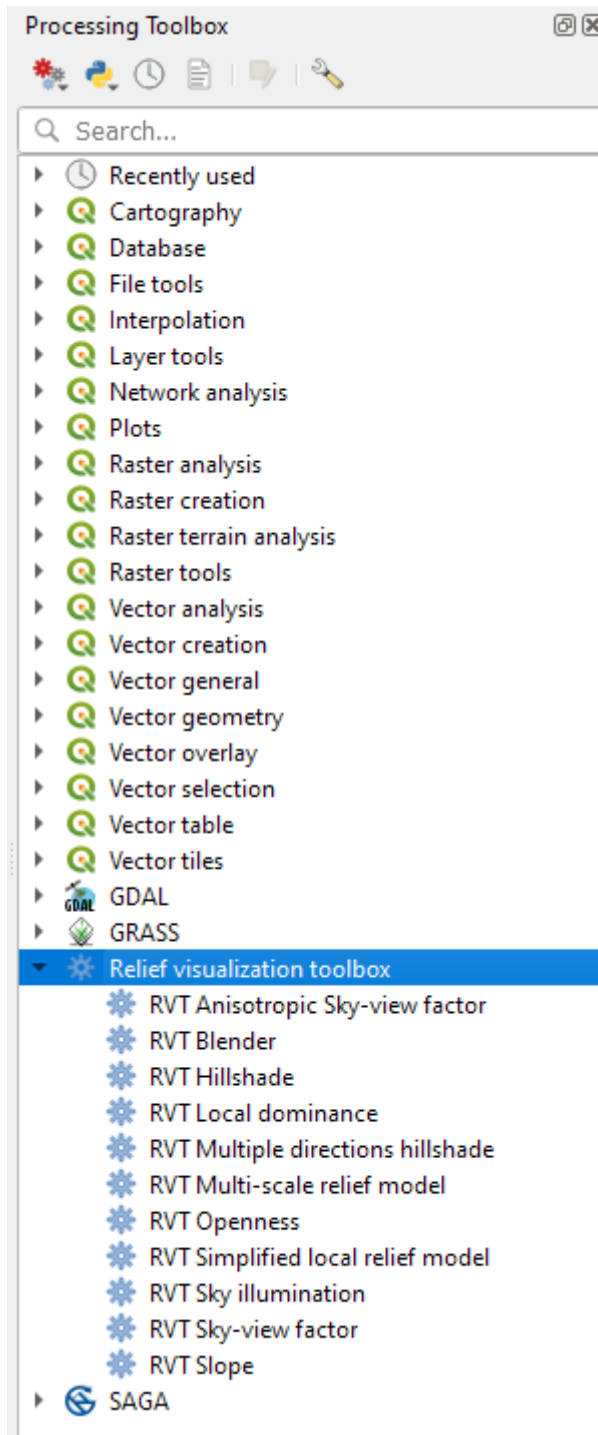 Processing Toolbox
Search...
Recently used
Cartography
Database
File tools
Interpolation
Layer tools
Network analysis
Plots
Raster analysis
Raster creation
Raster terrain analysis
Raster tools
Vector analysis
Vector creation
Vector general
Vector geometry
Vector overlay
Vector selection
Vector table
Vector tiles
GDAL GDAL
GRASS
Relief visualization toolbox
RVT Anisotropic Sky-view factor
RVT Blender
RVT Hillshade
RVT Local dominance
RVT Multiple directions hillshade
RVT Multi-scale relief model
RVT Openness
RVT Simplified local relief model
RVT Sky illumination
RVT Sky-view factor
RVT Slope
SAGA